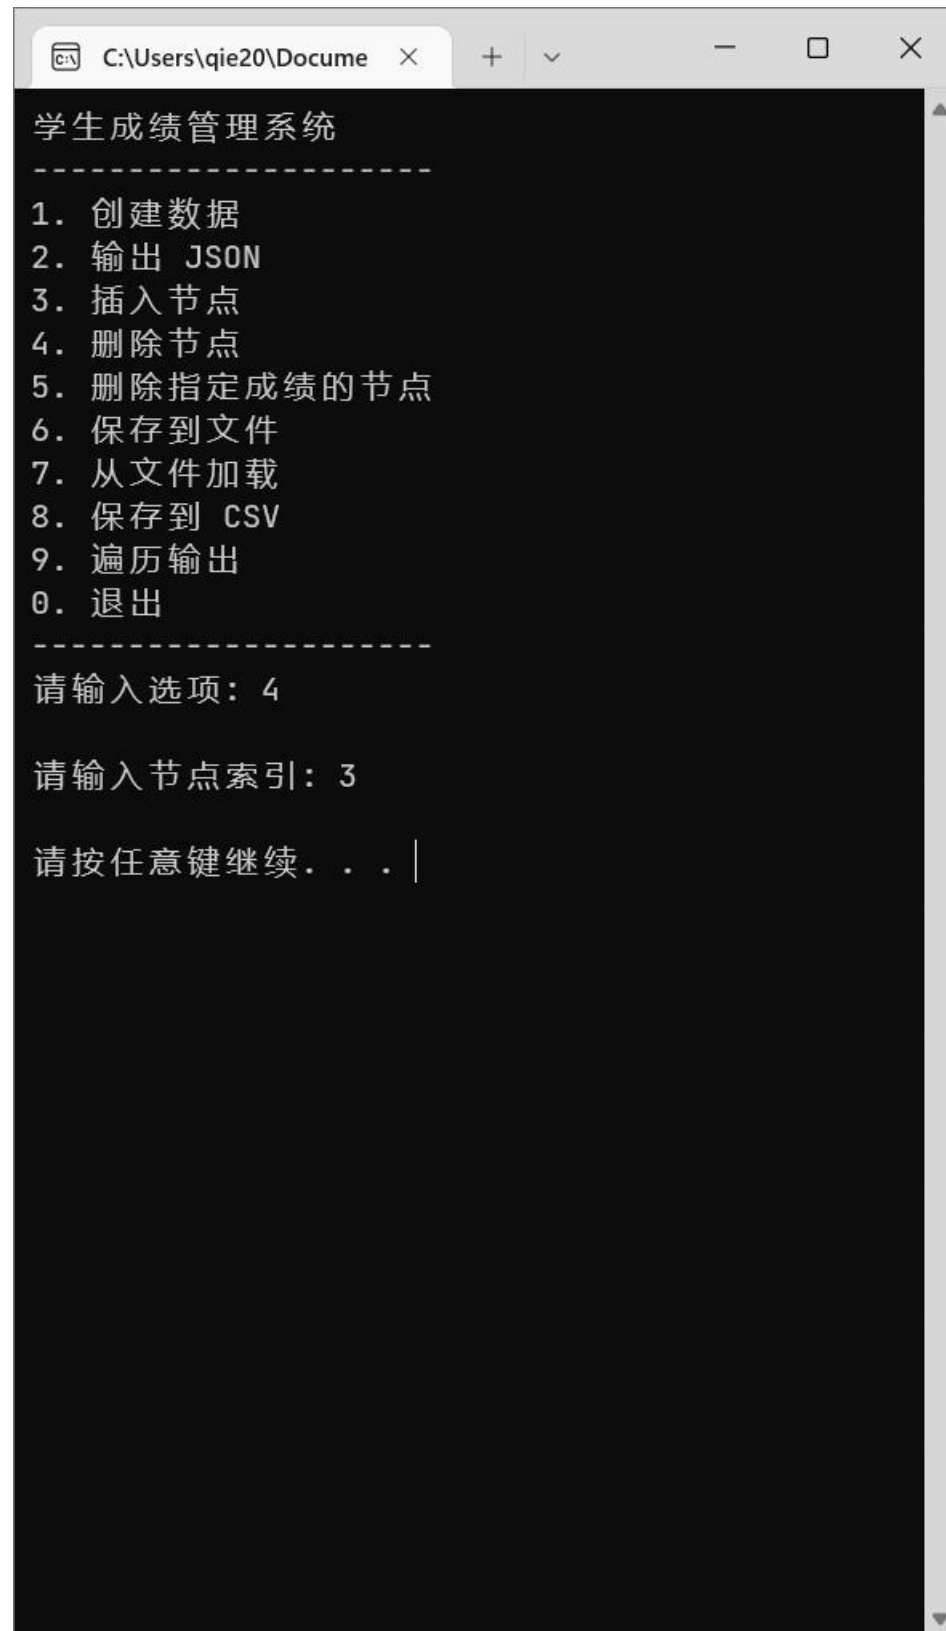 C:\Users\qie20\Docume
学生成绩管理系统
---------------------
1. 创建数据
2. 输出 JSON
3. 插入节点
4. 删除节点
5. 删除指定成绩的节点
6. 保存到文件
7. 从文件加载
8. 保存到 CSV
9. 遍历输出
0. 退出
---------------------
请输入选项: 4
请输入节点索引: 3
请按任意键继续. . .